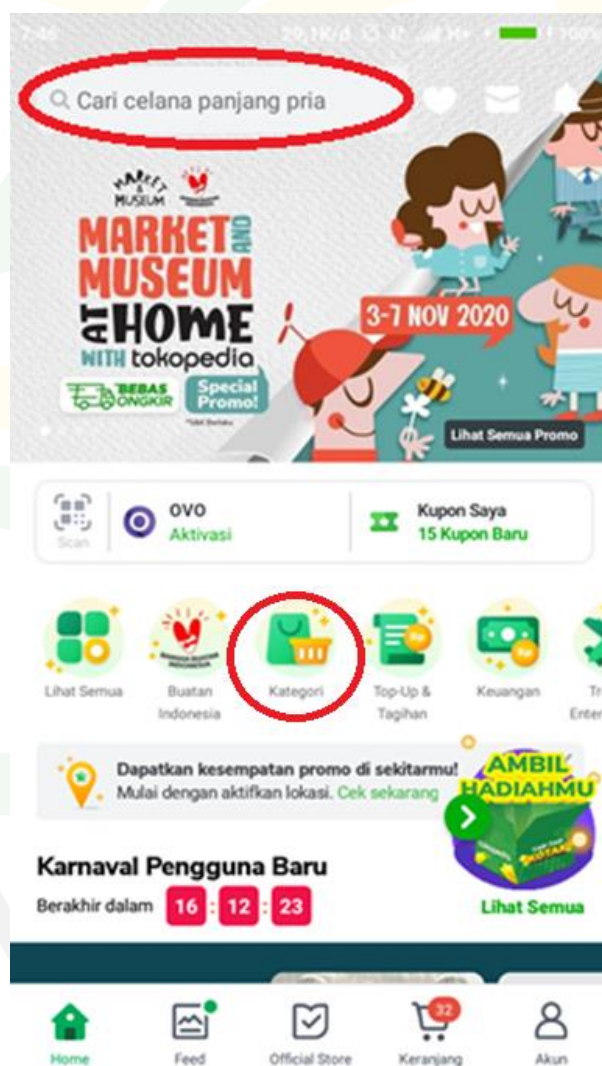 7:46
Cari celana panjang pria
MARKET
&
MUSEUM
MARKET AND
MUSEUM
AT HOME
WITH tokopedia
BEBAS
ONGKIR
Special
Promo!
3-7 NOV 2020
Lihat Semua Promo
Scan
OVO
Aktivasi
Kupon Saya
15 Kupon Baru
Lihat Semua
Buatan
Indonesia
Kategori
Top-Up &
Tagihan
Keuangan
Dapatkan kesempatan promo di sekitarmu!
Mulai dengan aktifkan lokasi. Cek sekarang
AMBIL
HADIAHMU
Karnaval Pengguna Baru
Berakhir dalam 16 : 12 : 23
Lihat Semua
Home
Feed
Official Store
32
Keranjang
Akun